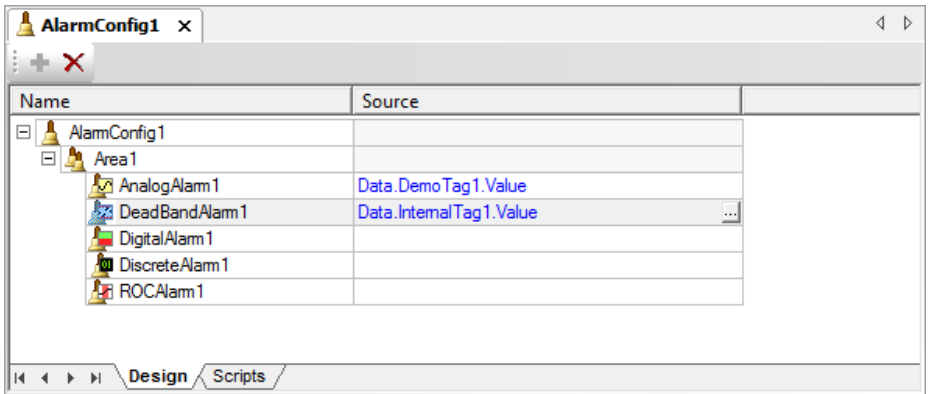 AlarmConfig1
Name Source
AlarmConfig1
Area1
AnalogAlarm1 Data.DemoTag1.Value
DeadBandAlarm1 Data.InternalTag1.Value ...
DigitalAlarm1
DiscreteAlarm1
ROCAlarm1
Design Scripts